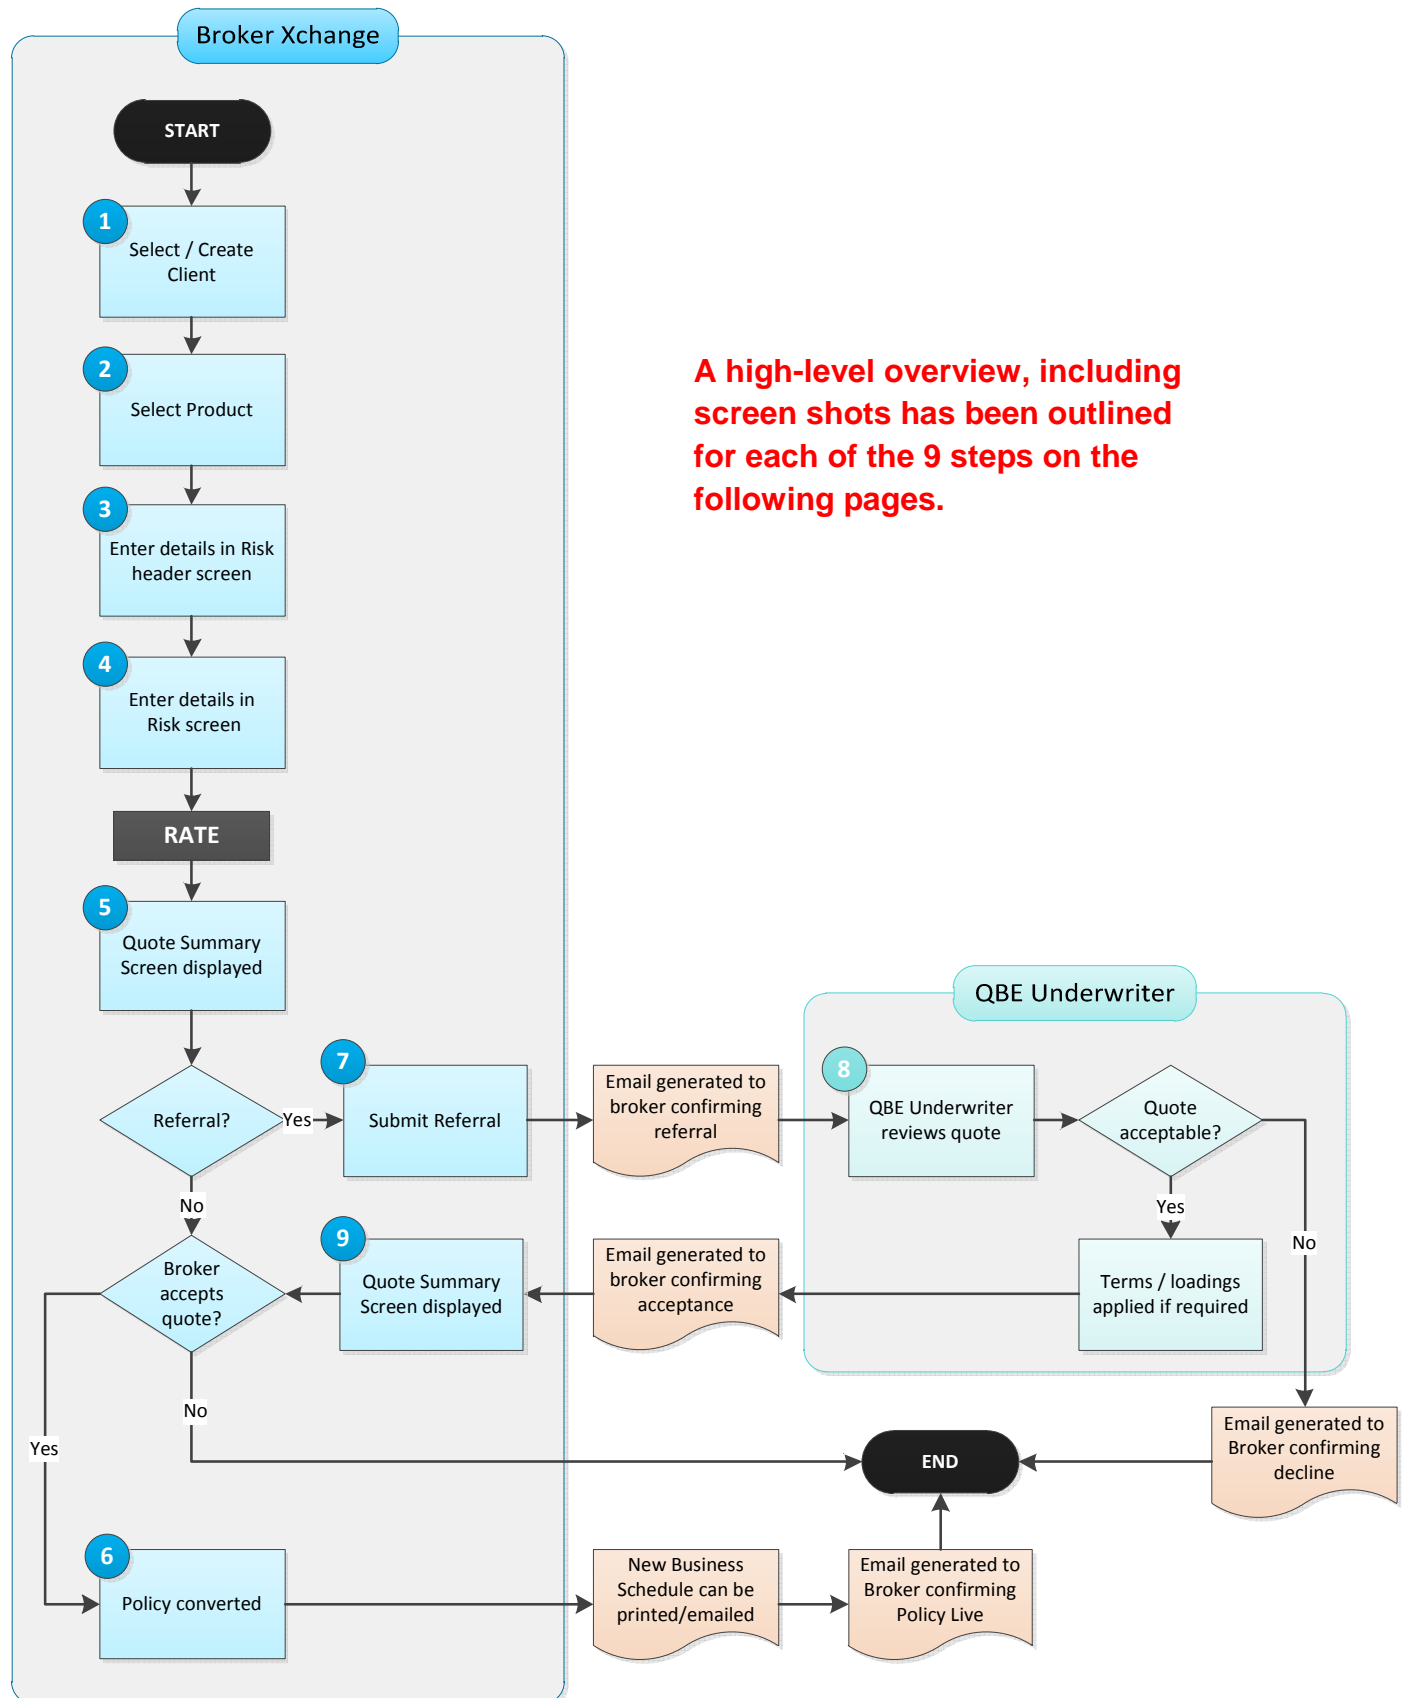 Broker Xchange
START
1
Select / Create
Client
2
Select Product
A high-level overview, including
screen shots has been outlined
for each of the 9 steps on the
following pages.
3
Enter details in Risk
header screen
4
Enter details in
Risk screen
RATE
5
Quote Summary
Screen displayed
QBE Underwriter
Referral?
Yes
7
Submit Referral
Email generated to
broker confirming
referral
8
QBE Underwriter
reviews quote
Quote
acceptable?
No
Yes
No
Broker
accepts
quote?
9
Quote Summary
Screen displayed
Email generated to
broker confirming
acceptance
Terms / loadings
applied if required
No
Yes
END
Email generated to
Broker confirming
decline
6
Policy converted
New Business
Schedule can be
printed/emailed
Email generated to
Broker confirming
Policy Live